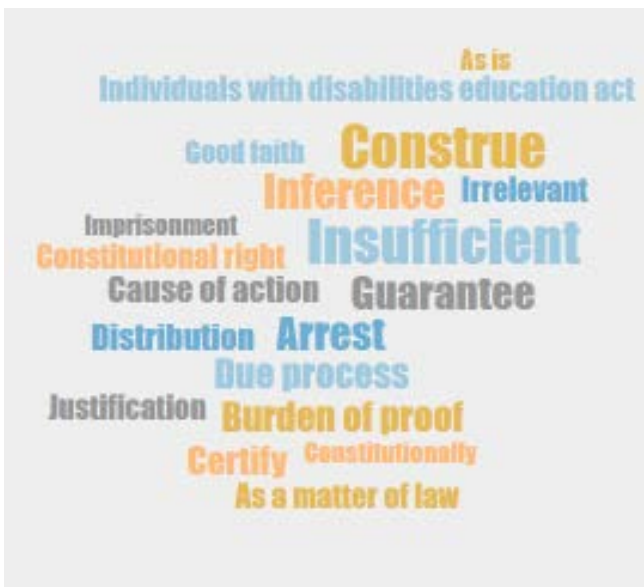 As is
Individuals with disabilities education act
Good faith Construe
Inference Irrelevant
Imprisonment
Constitutional right Insufficient
Cause of action Guarantee
Distribution Arrest
Due process
Justification Burden of proof
Certify Constitutionally
As a matter of law